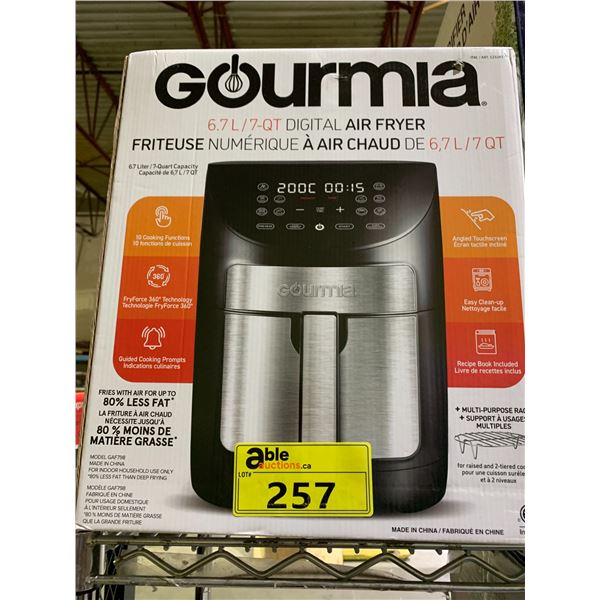 GOURMIA
6.7 L / 7-QT DIGITAL AIR FRYER
FRITEUSE NUMÉRIQUE À AIR CHAUD DE 6,7 L / 7 QT
6.7 Liter / 7-Quart Capacity
Capacité de 6,7 L / 7 QT
200C 00:15
GOURMIA
10 Cooking Functions
10 fonctions de cuisson
360°
FryForce 360° Technology
Technologie FryForce 360°
Guided Cooking Prompts
Indications culinaires
Angled Touchscreen
Écran tactile incliné
Easy Clean-up
Nettoyage facile
Recipe Book Included
Livre de recettes inclus
FRIES WITH AIR FOR UP TO
80% LESS FAT*
LA FRITURE À AIR CHAUD
NÉCESSITE JUSQU'À
80 % MOINS DE
MATIÈRE GRASSE*
MODEL GAF798
MADE IN CHINA
FOR INDOOR HOUSEHOLD USE ONLY
*80% LESS FAT THAN DEEP FRYING
MODÈLE GAF798
FABRIQUÉ EN CHINE
POUR USAGE DOMESTIQUE
À L'INTÉRIEUR SEULEMENT
*80 % MOINS DE MATIÈRE GRASSE
QUE LA GRANDE FRITURE
+ MULTI-PURPOSE RAC
+ SUPPORT À USAGES
MULTIPLES
for raised and 2-tiered coo
pour une cuisson surél
et à 2 niveaux
able
auctions.ca
LOT#
257
MADE IN CHINA / FABRIQUÉ EN CHINE